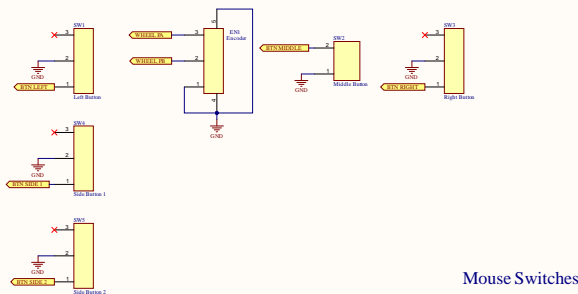 SW1
3
2
1
GND
BTN LEFT
Left Button
WHEEL PA
WHEEL PB
EN1
Encoder
5
3
2
1
4
GND
BTN MIDDLE
SW2
2
1
GND
Middle Button
SW3
3
2
1
GND
BTN RIGHT
Right Button
SW4
3
2
1
GND
BTN SIDE 1
Side Button 1
SW5
3
2
1
GND
BTN SIDE 2
Side Button 2
Mouse Switches